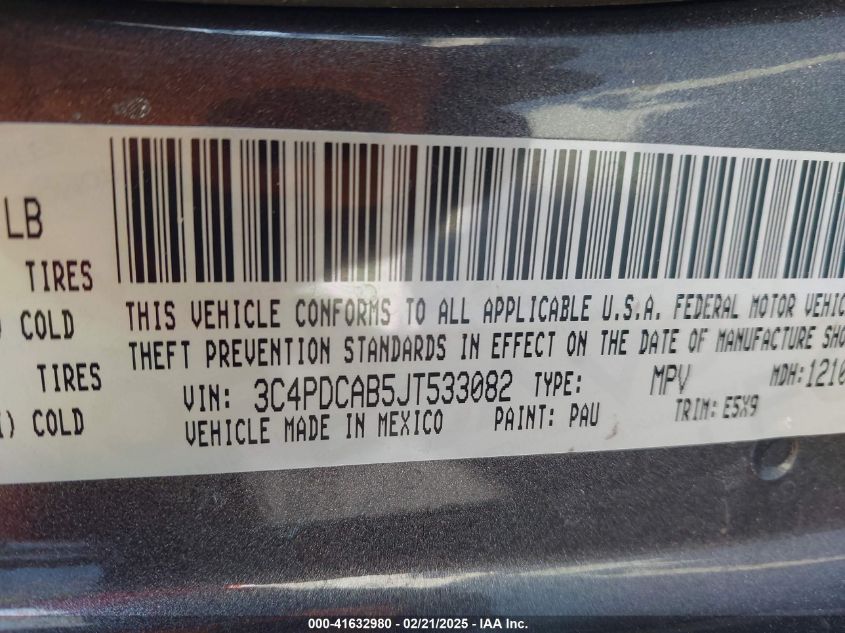 LB
TIRES
COLD
TIRES
) COLD
THIS VEHICLE CONFORMS TO ALL APPLICABLE U.S.A. FEDERAL MOTOR
THEFT PREVENTION STANDARDS IN EFFECT ON THE DATE OF MANUFACTURE
VIN: 3C4PDCAB5JT533082 TYPE: MPV MDH:1210
VEHICLE MADE IN MEXICO PAINT: PAU TRIM: E5X9
000-41632980 - 02/21/2025 - IAA Inc.